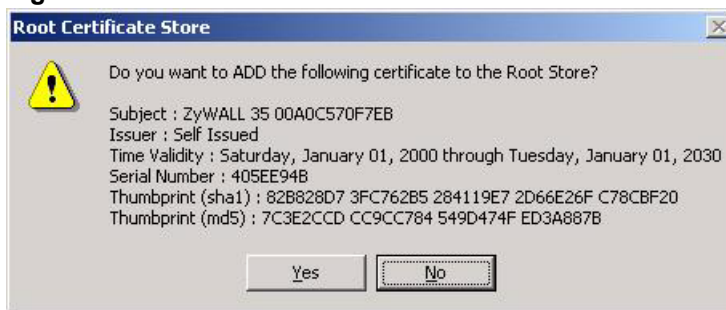 Root Certificate Store
Do you want to ADD the following certificate to the Root Store?
Subject : ZyWALL 35 00A0C570F7EB
Issuer : Self Issued
Time Validity : Saturday, January 01, 2000 through Tuesday, January 01, 2030
Serial Number : 405EE94B
Thumbprint (sha1) : 82B828D7 3FC762B5 284119E7 2D66E26F C78CBF20
Thumbprint (md5) : 7C3E2CCD CC9CC784 549D474F ED3A887B
Yes No